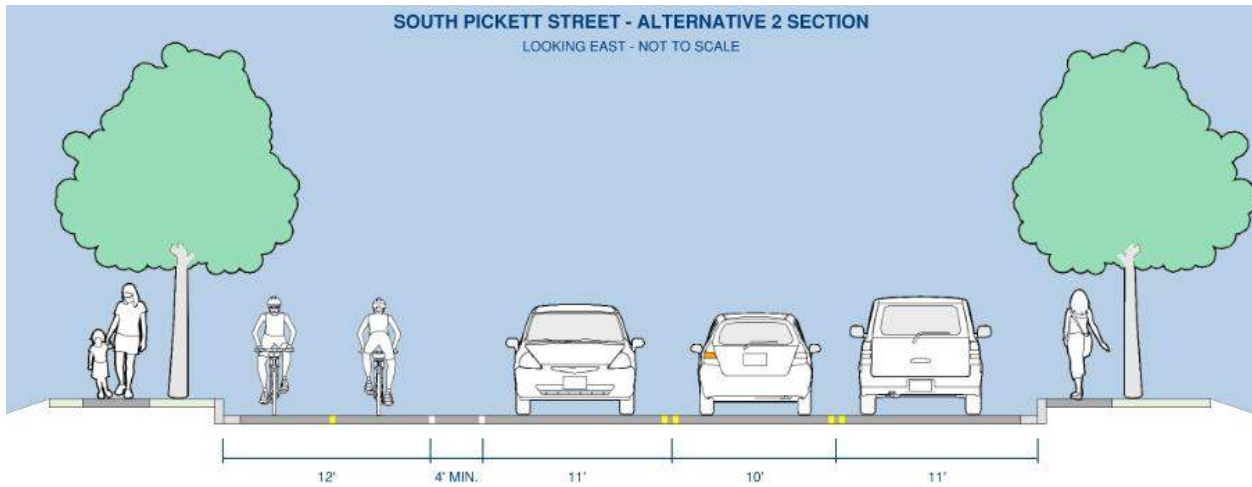 SOUTH PICKETT STREET - ALTERNATIVE 2 SECTION
LOOKING EAST - NOT TO SCALE
12' 4' MIN. 11' 10' 11'